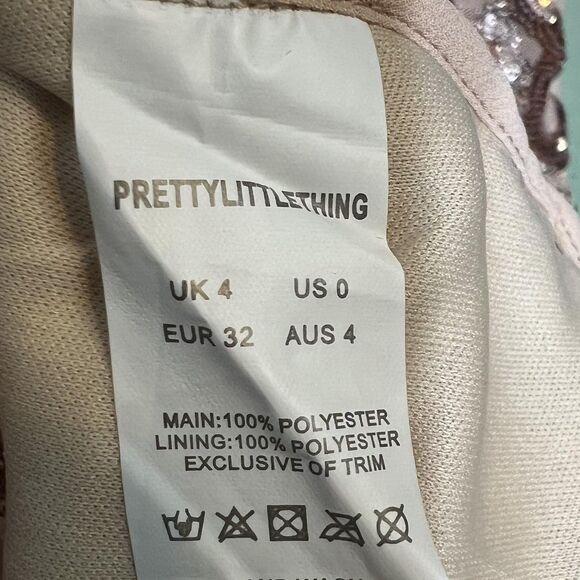 PRETTYLITTLETHING
UK 4 US 0
EUR 32 AUS 4
MAIN:100% POLYESTER
LINING:100% POLYESTER
EXCLUSIVE OF TRIM